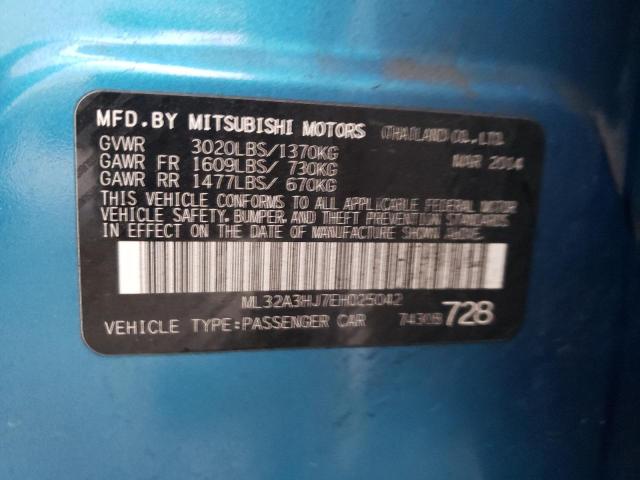 MFD.BY MITSUBISHI MOTORS (THAILAND) CO.,LTD.
GVWR 3020LBS/1370KG MAR 2014
GAWR FR 1609LBS/ 730KG
GAWR RR 1477LBS/ 670KG
THIS VEHICLE CONFORMS TO ALL APPLICABLE FEDERAL MOTOR
VEHICLE SAFETY, BUMPER, AND THEFT PREVENTION STANDARDS
IN EFFECT ON THE DATE OF MANUFACTURE SHOWN ABOVE.
ML32A3HJ7EH025042
VEHICLE TYPE:PASSENGER CAR 728